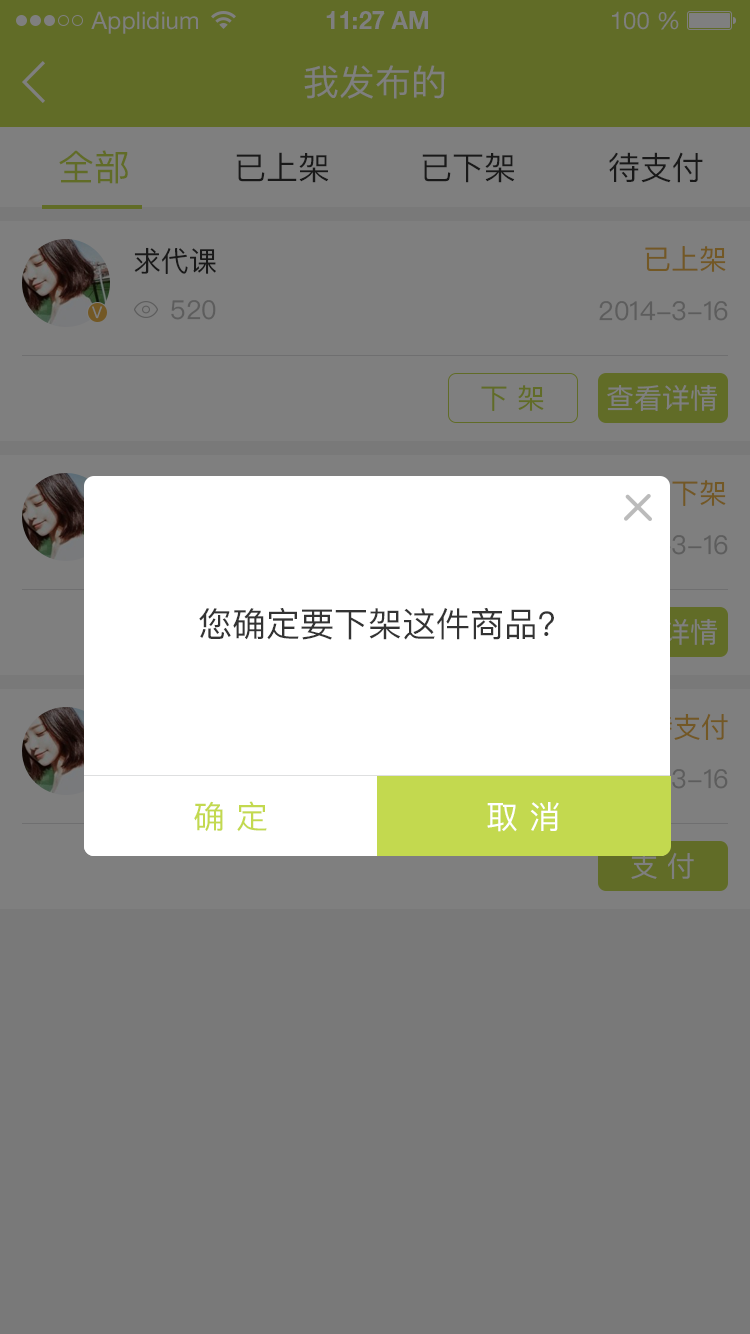 Applidium 11:27 AM 100 %
我发布的
全部 已上架 已下架 待支付
求代课 已上架
520 2014-3-16
下 架 查看详情
下架
3-16
详情
您确定要下架这件商品?
支付
3-16
确 定 取 消
支 付